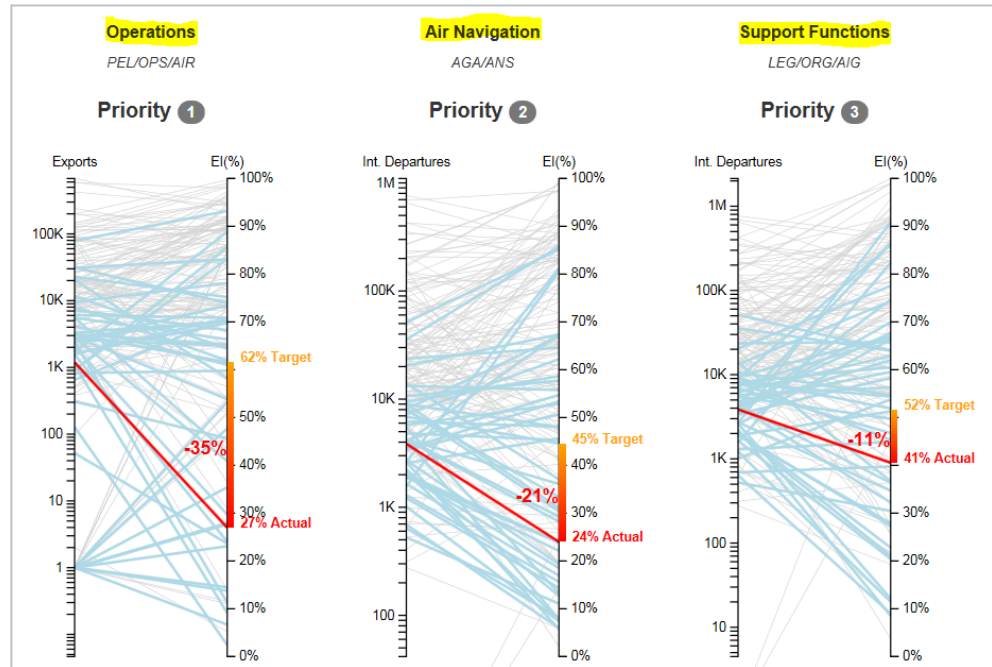 Operations
PEL/OPS/AIR
Priority 1
Exports
EI(%)
100K
10K
1K
100
10
1
100%
90%
80%
70%
62% Target
50%
40%
-35%
30%
27% Actual
20%
10%
0%
Air Navigation
AGA/ANS
Priority 2
Int. Departures
EI(%)
1M
100K
10K
1K
100
100%
90%
80%
70%
60%
50%
45% Target
40%
-21%
30%
24% Actual
20%
10%
0%
Support Functions
LEG/ORG/AIG
Priority 3
Int. Departures
EI(%)
1M
100K
10K
1K
100
10
100%
90%
80%
70%
60%
52% Target
-11%
41% Actual
30%
20%
10%
0%